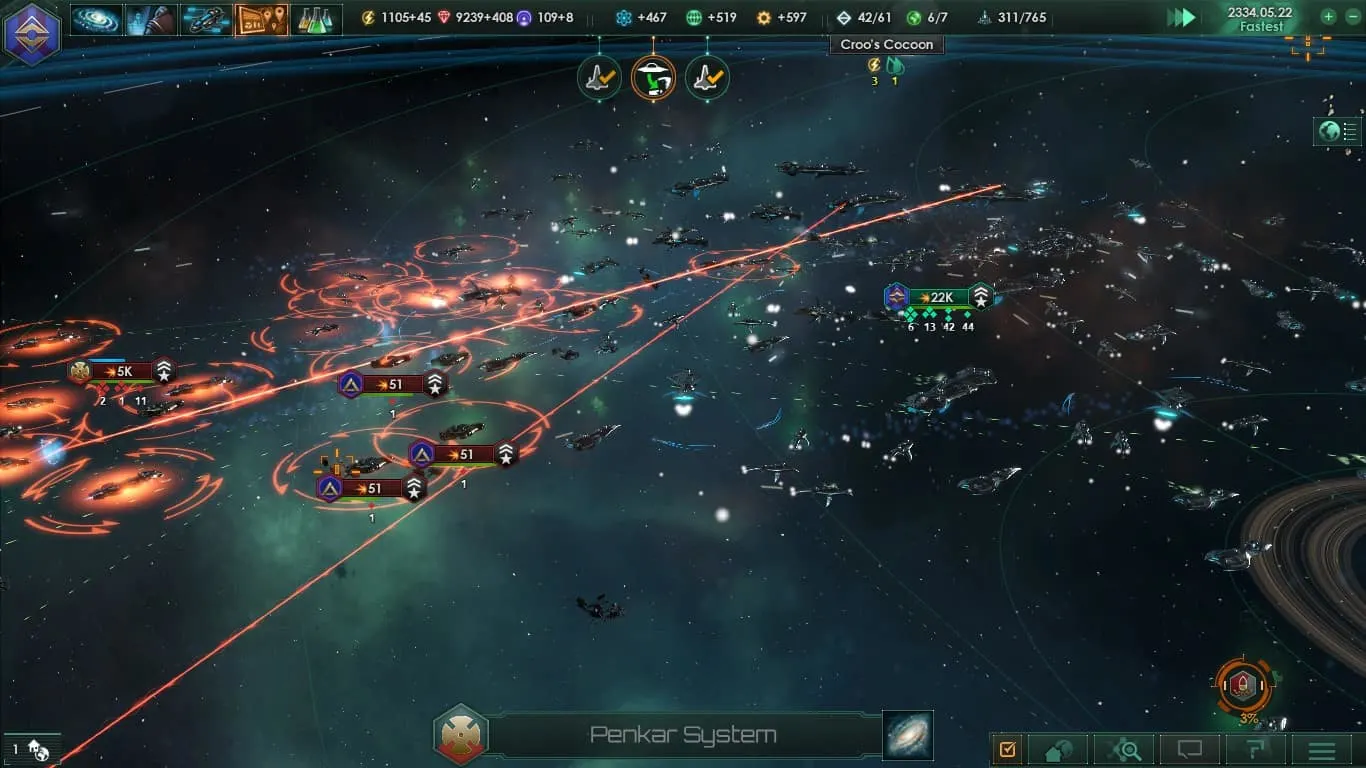 1105+45 9239+408 109+8 +467 +519 +597 42/61 6/7 311/765 2334.05.22
Fastest
Croo's Cocoon
3 1
22K
6 13 42 44
5K
2 1 11
51
1
51
1
51
1
3%
Penkar System
1